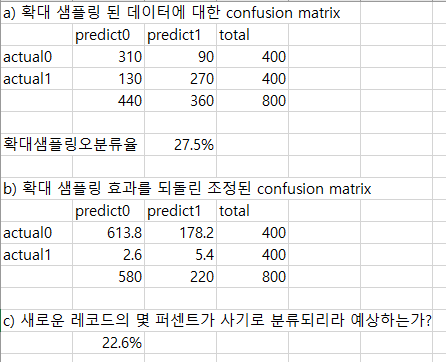 a) 확대 샘플링 된 데이터에 대한 confusion matrix
predict0 predict1 total
actual0 310 90 400
actual1 130 270 400
440 360 800
확대샘플링오분류율 27.5%
b) 확대 샘플링 효과를 되돌린 조정된 confusion matrix
predict0 predict1 total
actual0 613.8 178.2 400
actual1 2.6 5.4 400
580 220 800
c) 새로운 레코드의 몇 퍼센트가 사기로 분류되리라 예상하는가?
22.6%